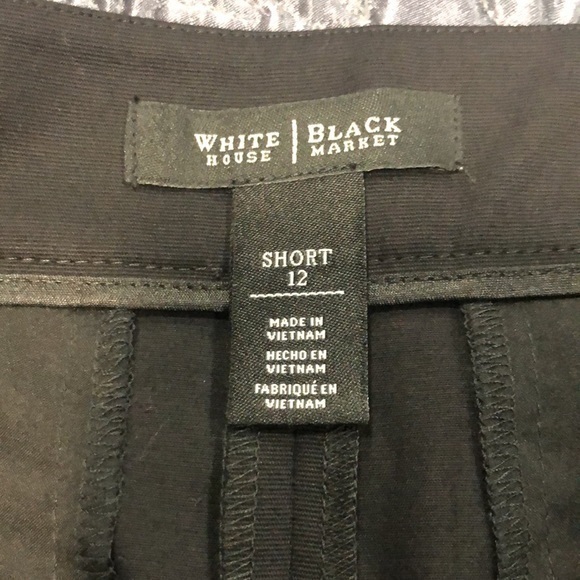 WHITE HOUSE | BLACK MARKET
SHORT
12
MADE IN
VIETNAM
HECHO EN
VIETNAM
FABRIQUÉ EN
VIETNAM